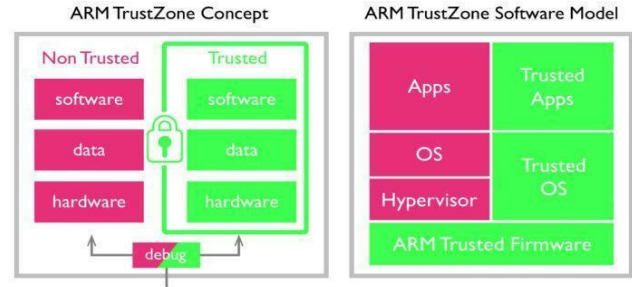 ARM TrustZone Concept
Non Trusted
Trusted
software
software
data
data
hardware
hardware
debug
ARM TrustZone Software Model
Apps
Trusted
Apps
OS
Hypervisor
Trusted
OS
ARM Trusted Firmware